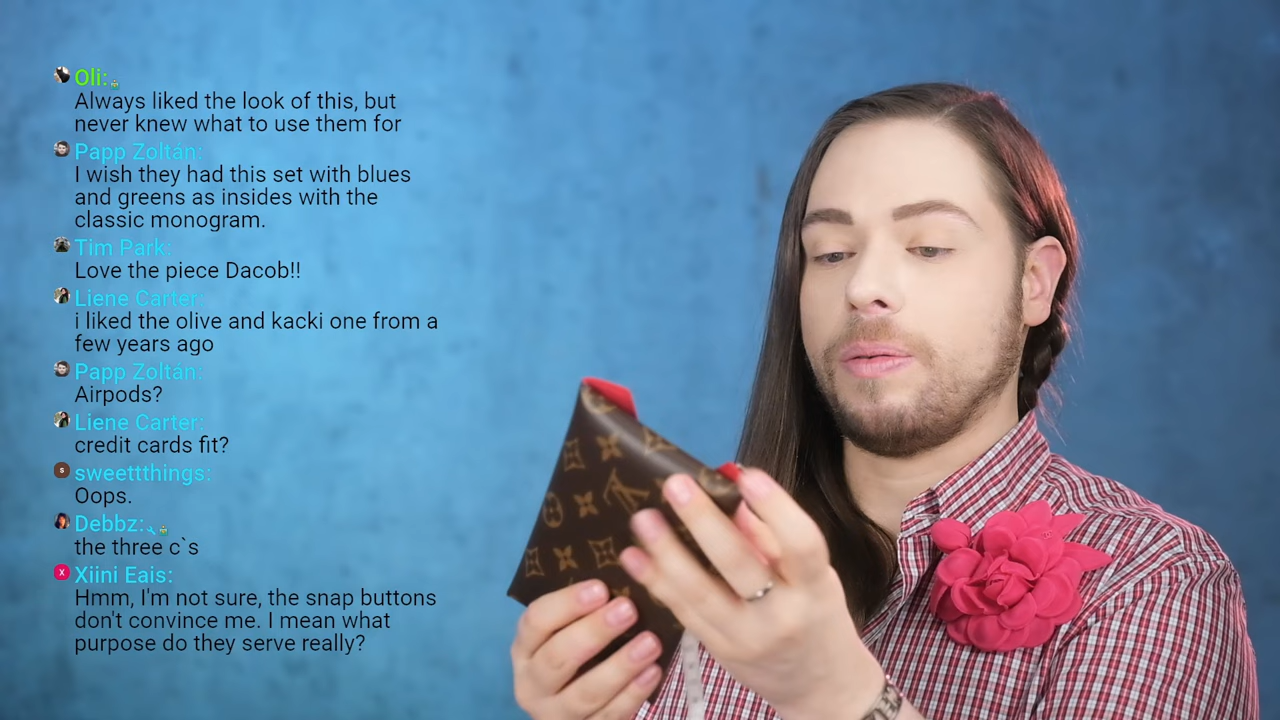 Oli:
Always liked the look of this, but
never knew what to use them for
Papp Zoltán:
I wish they had this set with blues
and greens as insides with the
classic monogram.
Tim Park:
Love the piece Dacob!!
Liene Carter:
i liked the olive and kacki one from a
few years ago
Papp Zoltán:
Airpods?
Liene Carter:
credit cards fit?
S
sweettthings:
Oops.
Debbz:
the three c`s
X
Xiini Eais:
Hmm, I'm not sure, the snap buttons
don't convince me. I mean what
purpose do they serve really?